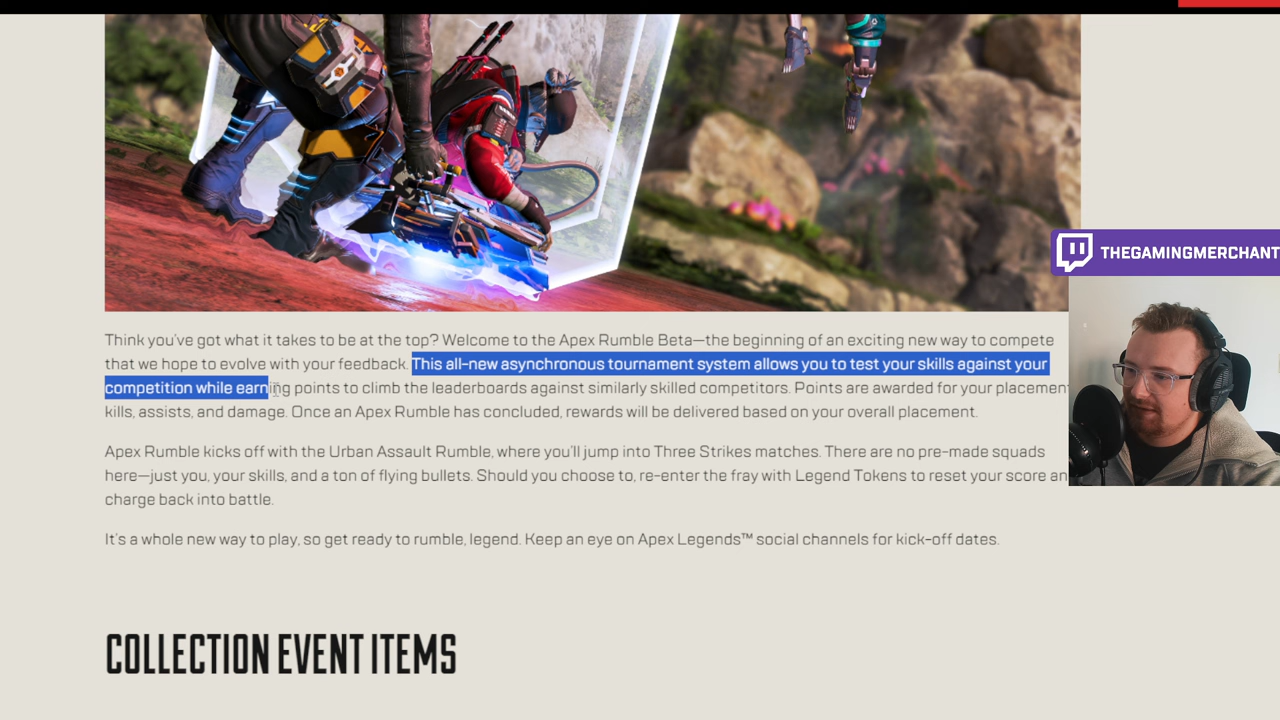 THEGAMINGMERCHANT
Think you've got what it takes to be at the top? Welcome to the Apex Rumble Beta—the beginning of an exciting new way to compete
that we hope to evolve with your feedback. This all-new asynchronous tournament system allows you to test your skills against your
competition while earning points to climb the leaderboards against similarly skilled competitors. Points are awarded for your placement
kills, assists, and damage. Once an Apex Rumble has concluded, rewards will be delivered based on your overall placement.
Apex Rumble kicks off with the Urban Assault Rumble, where you'll jump into Three Strikes matches. There are no pre-made squads
here—just you, your skills, and a ton of flying bullets. Should you choose to, re-enter the fray with Legend Tokens to reset your score an
charge back into battle.
It's a whole new way to play, so get ready to rumble, legend. Keep an eye on Apex Legends™ social channels for kick-off dates.
COLLECTION EVENT ITEMS